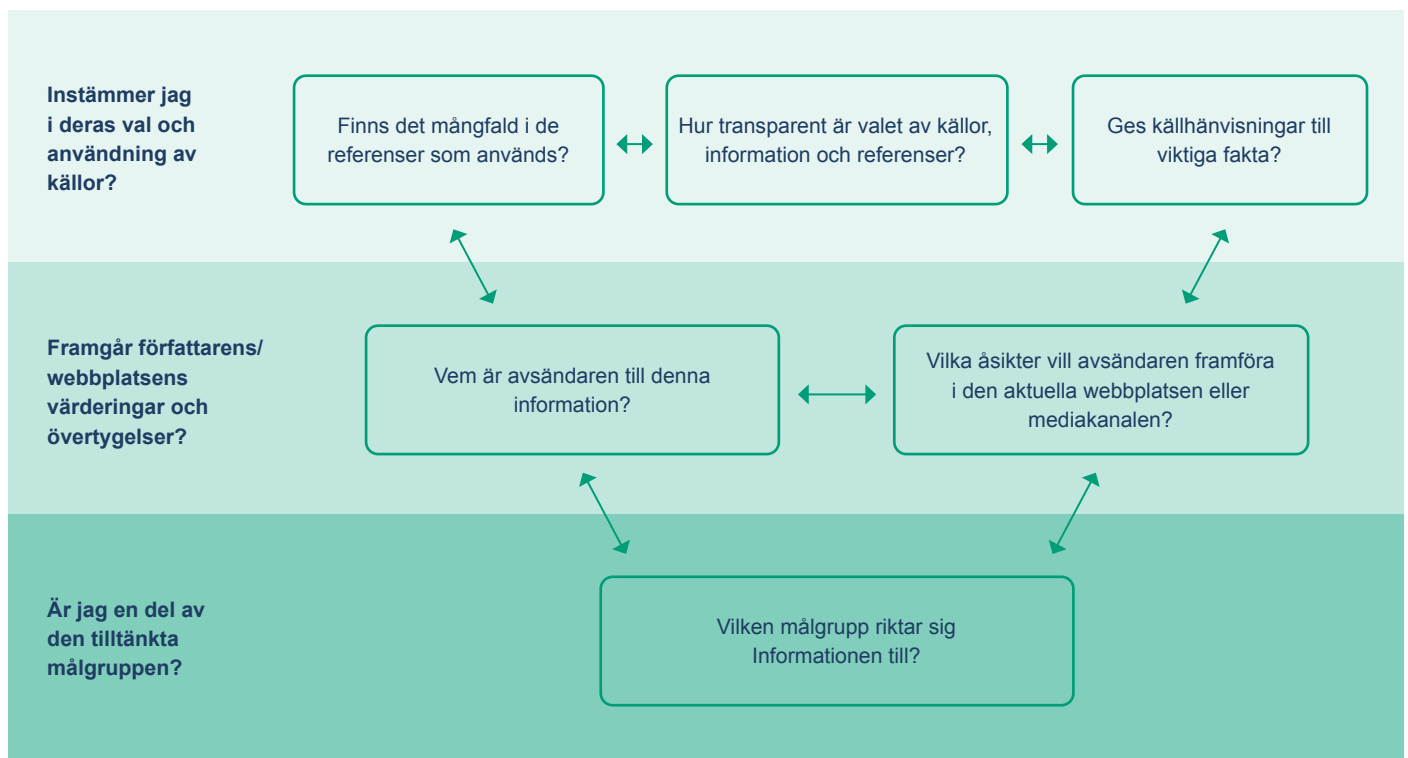 Instämmer jag
i deras val och
användning av
källor?
Finns det mångfald i de
referenser som används?
Hur transparent är valet av källor,
information och referenser?
Ges källhänvisningar till
viktiga fakta?
Framgår författarens/
webbplatsens
värderingar och
övertygelser?
Vem är avsändaren till denna
information?
Vilka åsikter vill avsändaren framföra
i den aktuella webbplatsen eller
mediakanalen?
Är jag en del av
den tilltänkta
målgruppen?
Vilken målgrupp riktar sig
Informationen till?